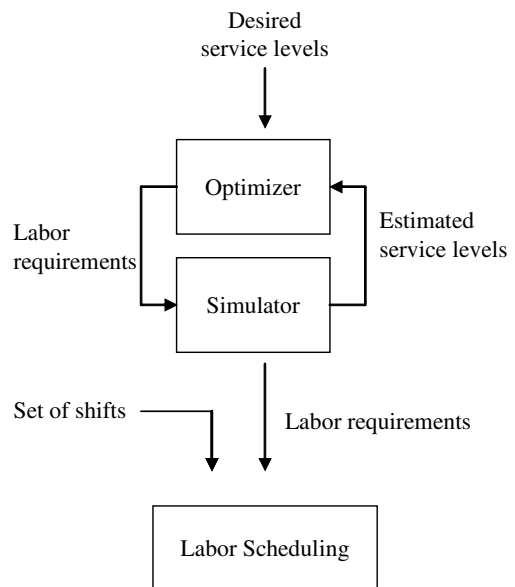 Desired
service levels
Optimizer
Labor
requirements
Estimated
service levels
Simulator
Set of shifts
Labor requirements
Labor Scheduling